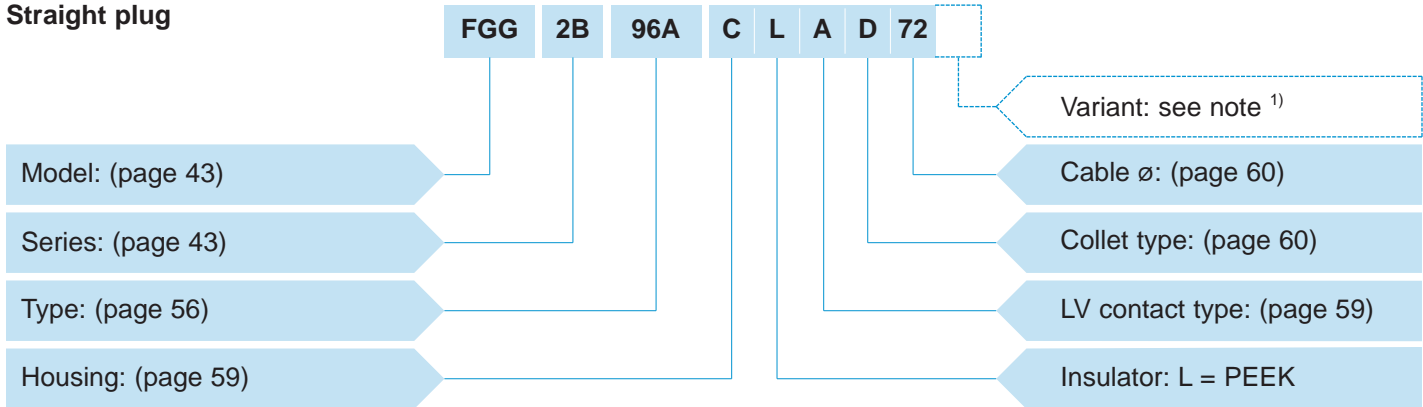 Straight plug
FGG 2B 96A C L A D 72
Variant: see note 1)
Model: (page 43)
Cable ø: (page 60)
Series: (page 43)
Collet type: (page 60)
Type: (page 56)
LV contact type: (page 59)
Housing: (page 59)
Insulator: L = PEEK